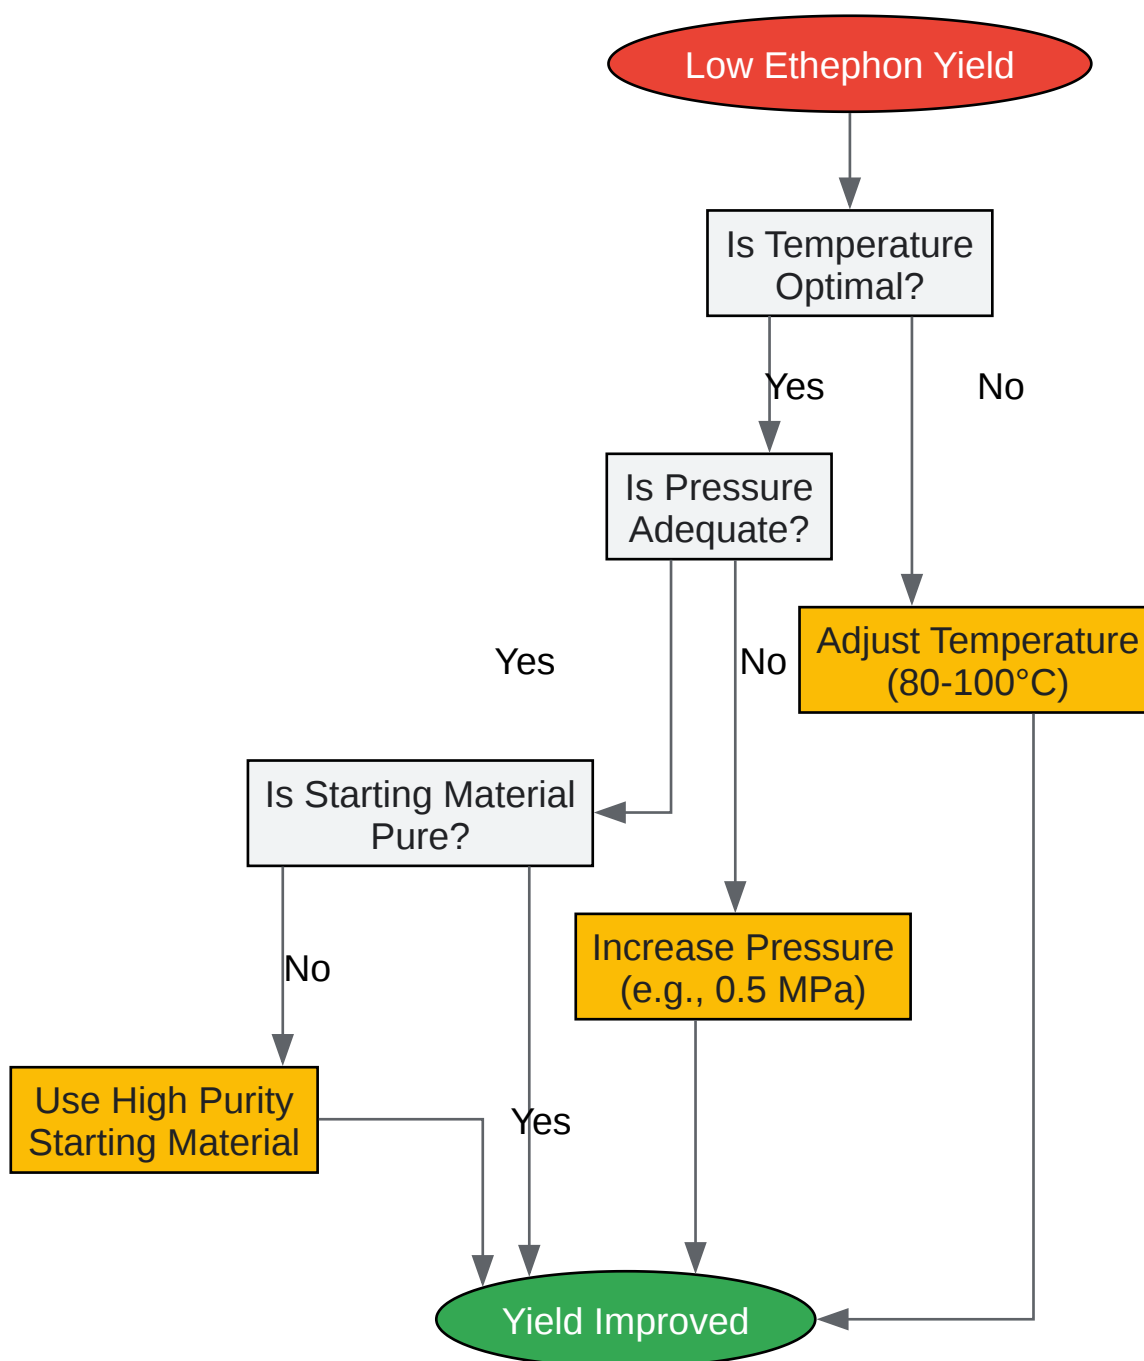 Low Ethephon Yield
Is Temperature
Optimal?
Yes
No
Is Pressure
Adequate?
Yes
No
Adjust Temperature
(80-100°C)
Is Starting Material
Pure?
Increase Pressure
(e.g., 0.5 MPa)
No
Use High Purity
Starting Material
Yes
Yield Improved